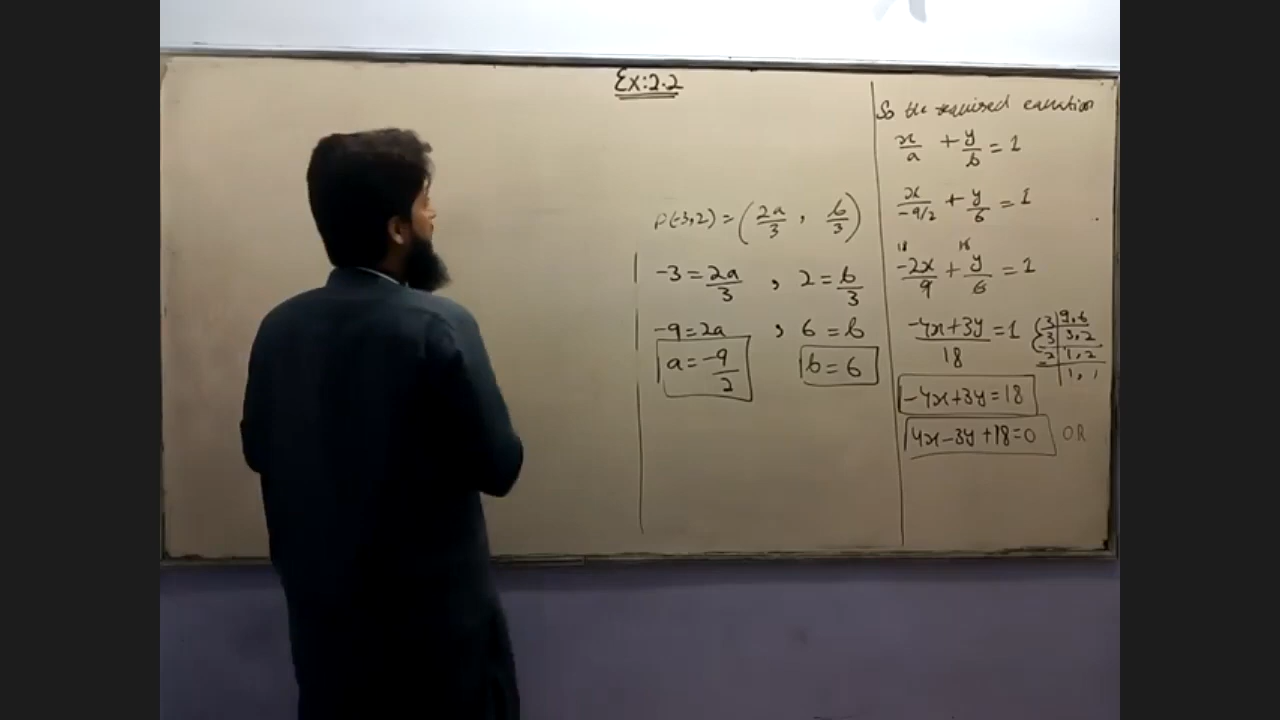 Ex:2.2
P(-3,2) = (2a/3 , b/3)
-3 = 2a/3 , 2 = b/3
-9 = 2a , 6 = b
a = -9/2 b = 6
So the required equation
x/a + y/b = 1
x/-9/2 + y/6 = 1
18 18
-2x/9 + y/6 = 1
-4x+3y/18 = 1
3 9,6
3 3,2
2 1,2
1,1
-4x+3y=18
4x-3y+18=0 OR